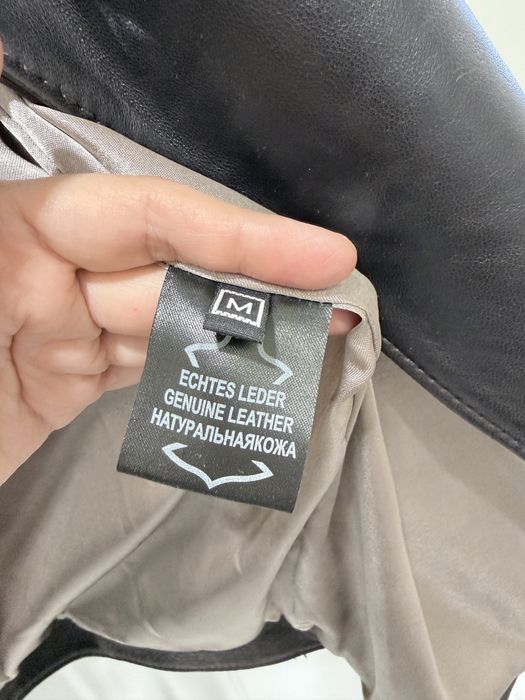 M
ECHTES LEDER
GENUINE LEATHER
НАТУРАЛЬНАЯКОЖА